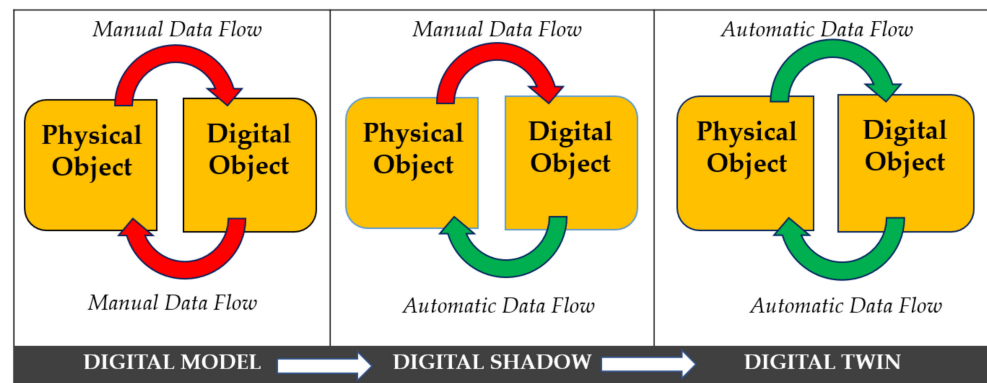 Manual Data Flow
Physical
Object
Digital
Object
Manual Data Flow
Manual Data Flow
Physical
Object
Digital
Object
Automatic Data Flow
Automatic Data Flow
Physical
Object
Digital
Object
Automatic Data Flow
DIGITAL MODEL
DIGITAL SHADOW
DIGITAL TWIN